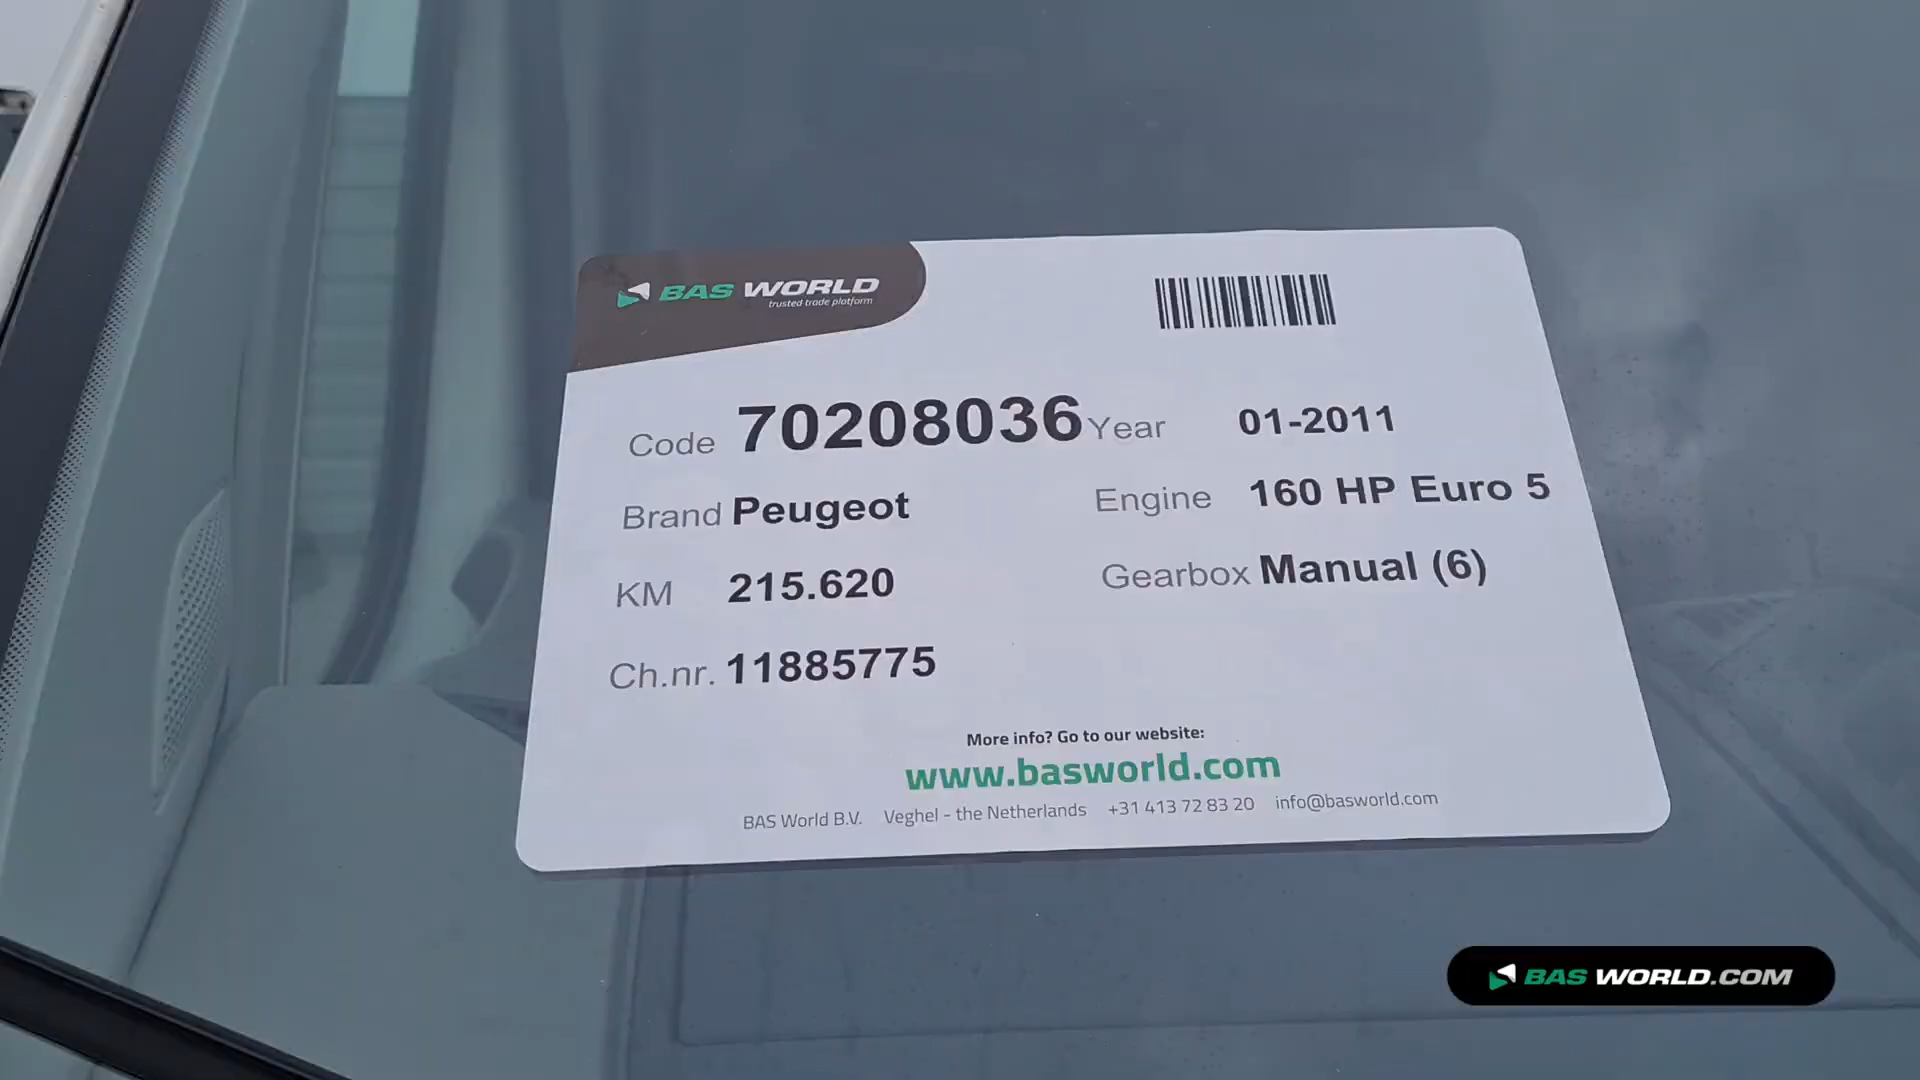 BAS WORLD
trusted trade platform
Code 70208036 Year 01-2011
Brand Peugeot Engine 160 HP Euro 5
KM 215.620 Gearbox Manual (6)
Ch.nr. 11885775
More info? Go to our website:
www.basworld.com
BAS World B.V. Veghel - the Netherlands +31 413 72 83 20 info@basworld.com
BAS WORLD.COM